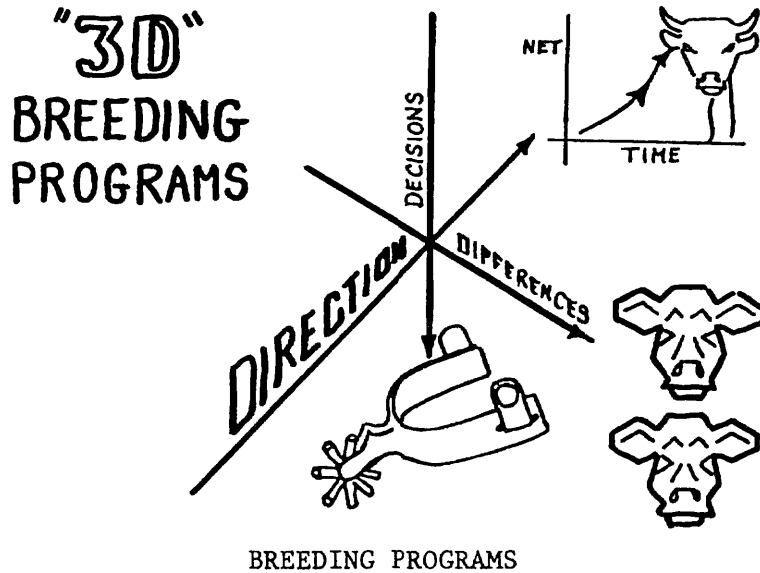 "3D"
BREEDING
PROGRAMS
DECISIONS
NET
TIME
DIRECTION
DIFFERENCES
BREEDING PROGRAMS